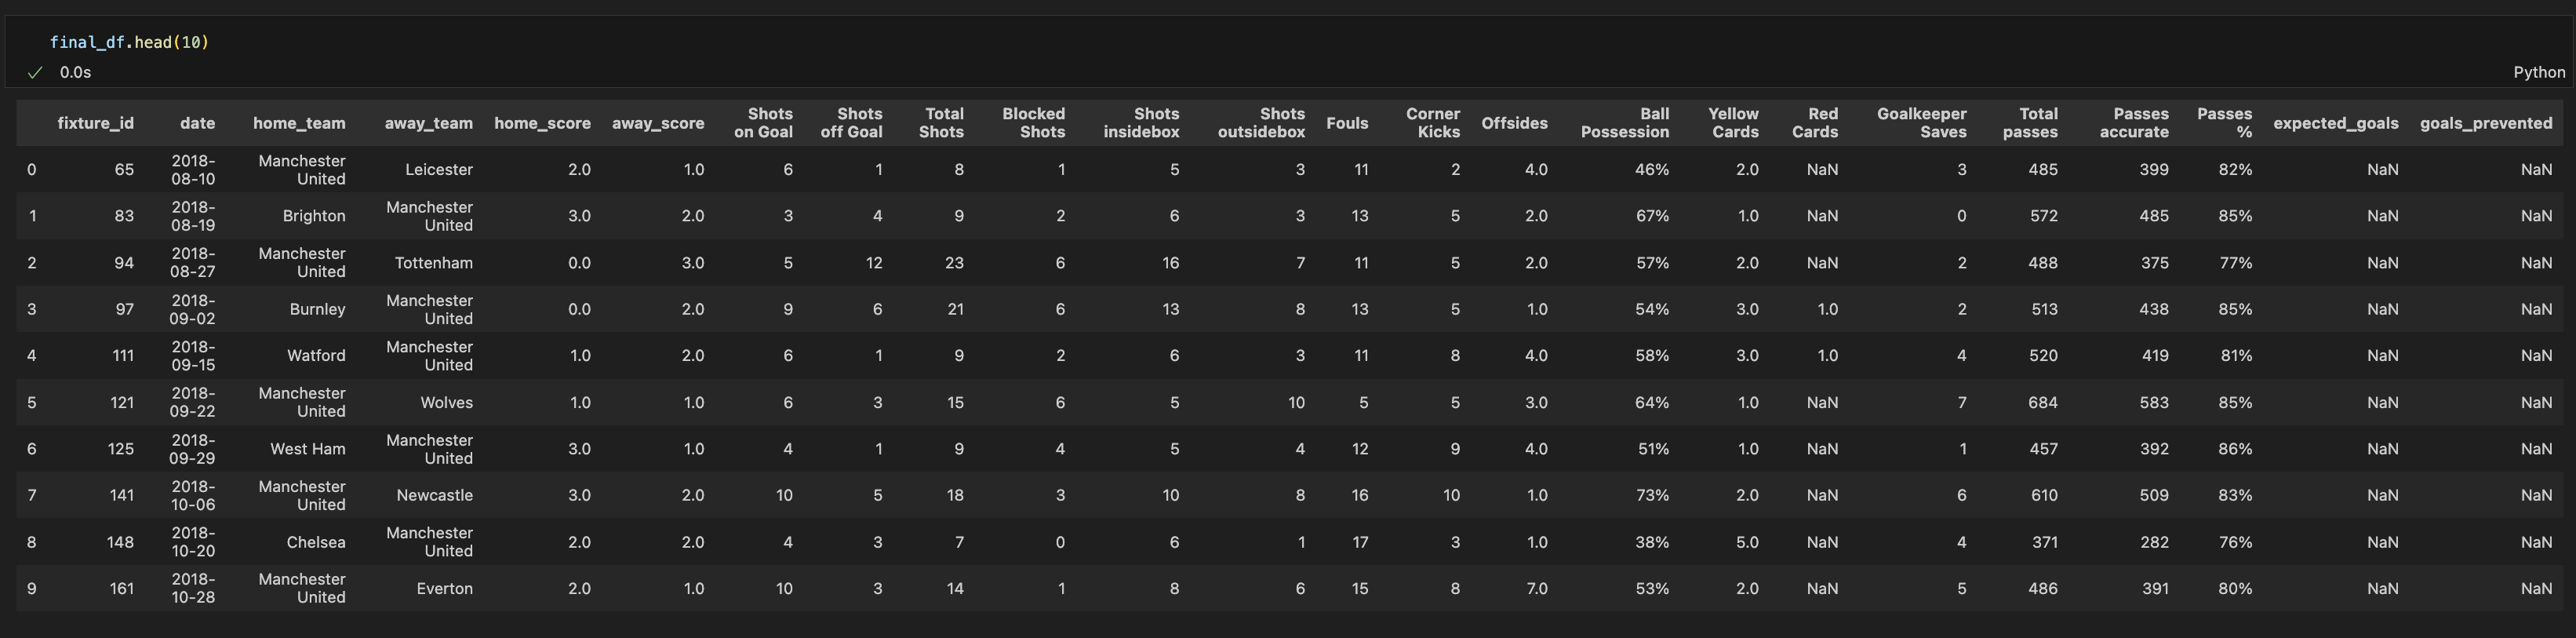 final_df.head(10)
✓ 0.0s Python
fixture_id date home_team away_team home_score away_score Shots on Goal Shots off Goal Total Shots Blocked Shots Shots insidebox Shots outsidebox Fouls Corner Kicks Offsides Ball Possession Yellow Cards Red Cards Goalkeeper Saves Total passes Passes accurate Passes % expected_goals goals_prevented
0 65 2018-08-10 Manchester United Leicester 2.0 1.0 6 1 8 1 5 3 11 2 4.0 46% 2.0 NaN 3 485 399 82% NaN NaN
1 83 2018-08-19 Brighton Manchester United 3.0 2.0 3 4 9 2 6 3 13 5 2.0 67% 1.0 NaN 0 572 485 85% NaN NaN
2 94 2018-08-27 Manchester United Tottenham 0.0 3.0 5 12 23 6 16 7 11 5 2.0 57% 2.0 NaN 2 488 375 77% NaN NaN
3 97 2018-09-02 Burnley Manchester United 0.0 2.0 9 6 21 6 13 8 13 5 1.0 54% 3.0 1.0 2 513 438 85% NaN NaN
4 111 2018-09-15 Watford Manchester United 1.0 2.0 6 1 9 2 6 3 11 8 4.0 58% 3.0 1.0 4 520 419 81% NaN NaN
5 121 2018-09-22 Manchester United Wolves 1.0 1.0 6 3 15 6 5 10 5 5 3.0 64% 1.0 NaN 7 684 583 85% NaN NaN
6 125 2018-09-29 West Ham Manchester United 3.0 1.0 4 1 9 4 5 4 12 9 4.0 51% 1.0 NaN 1 457 392 86% NaN NaN
7 141 2018-10-06 Manchester United Newcastle 3.0 2.0 10 5 18 3 10 8 16 10 1.0 73% 2.0 NaN 6 610 509 83% NaN NaN
8 148 2018-10-20 Chelsea Manchester United 2.0 2.0 4 3 7 0 6 1 17 3 1.0 38% 5.0 NaN 4 371 282 76% NaN NaN
9 161 2018-10-28 Manchester United Everton 2.0 1.0 10 3 14 1 8 6 15 8 7.0 53% 2.0 NaN 5 486 391 80% NaN NaN